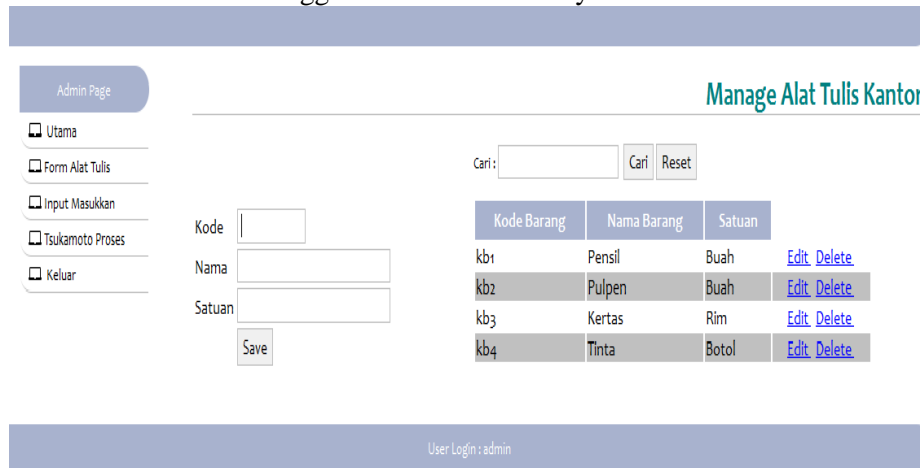 Admin Page
Manage Alat Tulis Kantor
Utama
Form Alat Tulis
Input Masukkan
Tsukamoto Proses
Keluar
Cari : Cari Reset
Kode
Nama
Satuan
Save
Kode Barang Nama Barang Satuan
kb1 Pensil Buah Edit Delete
kb2 Pulpen Buah Edit Delete
kb3 Kertas Rim Edit Delete
kb4 Tinta Botol Edit Delete
User Login : admin